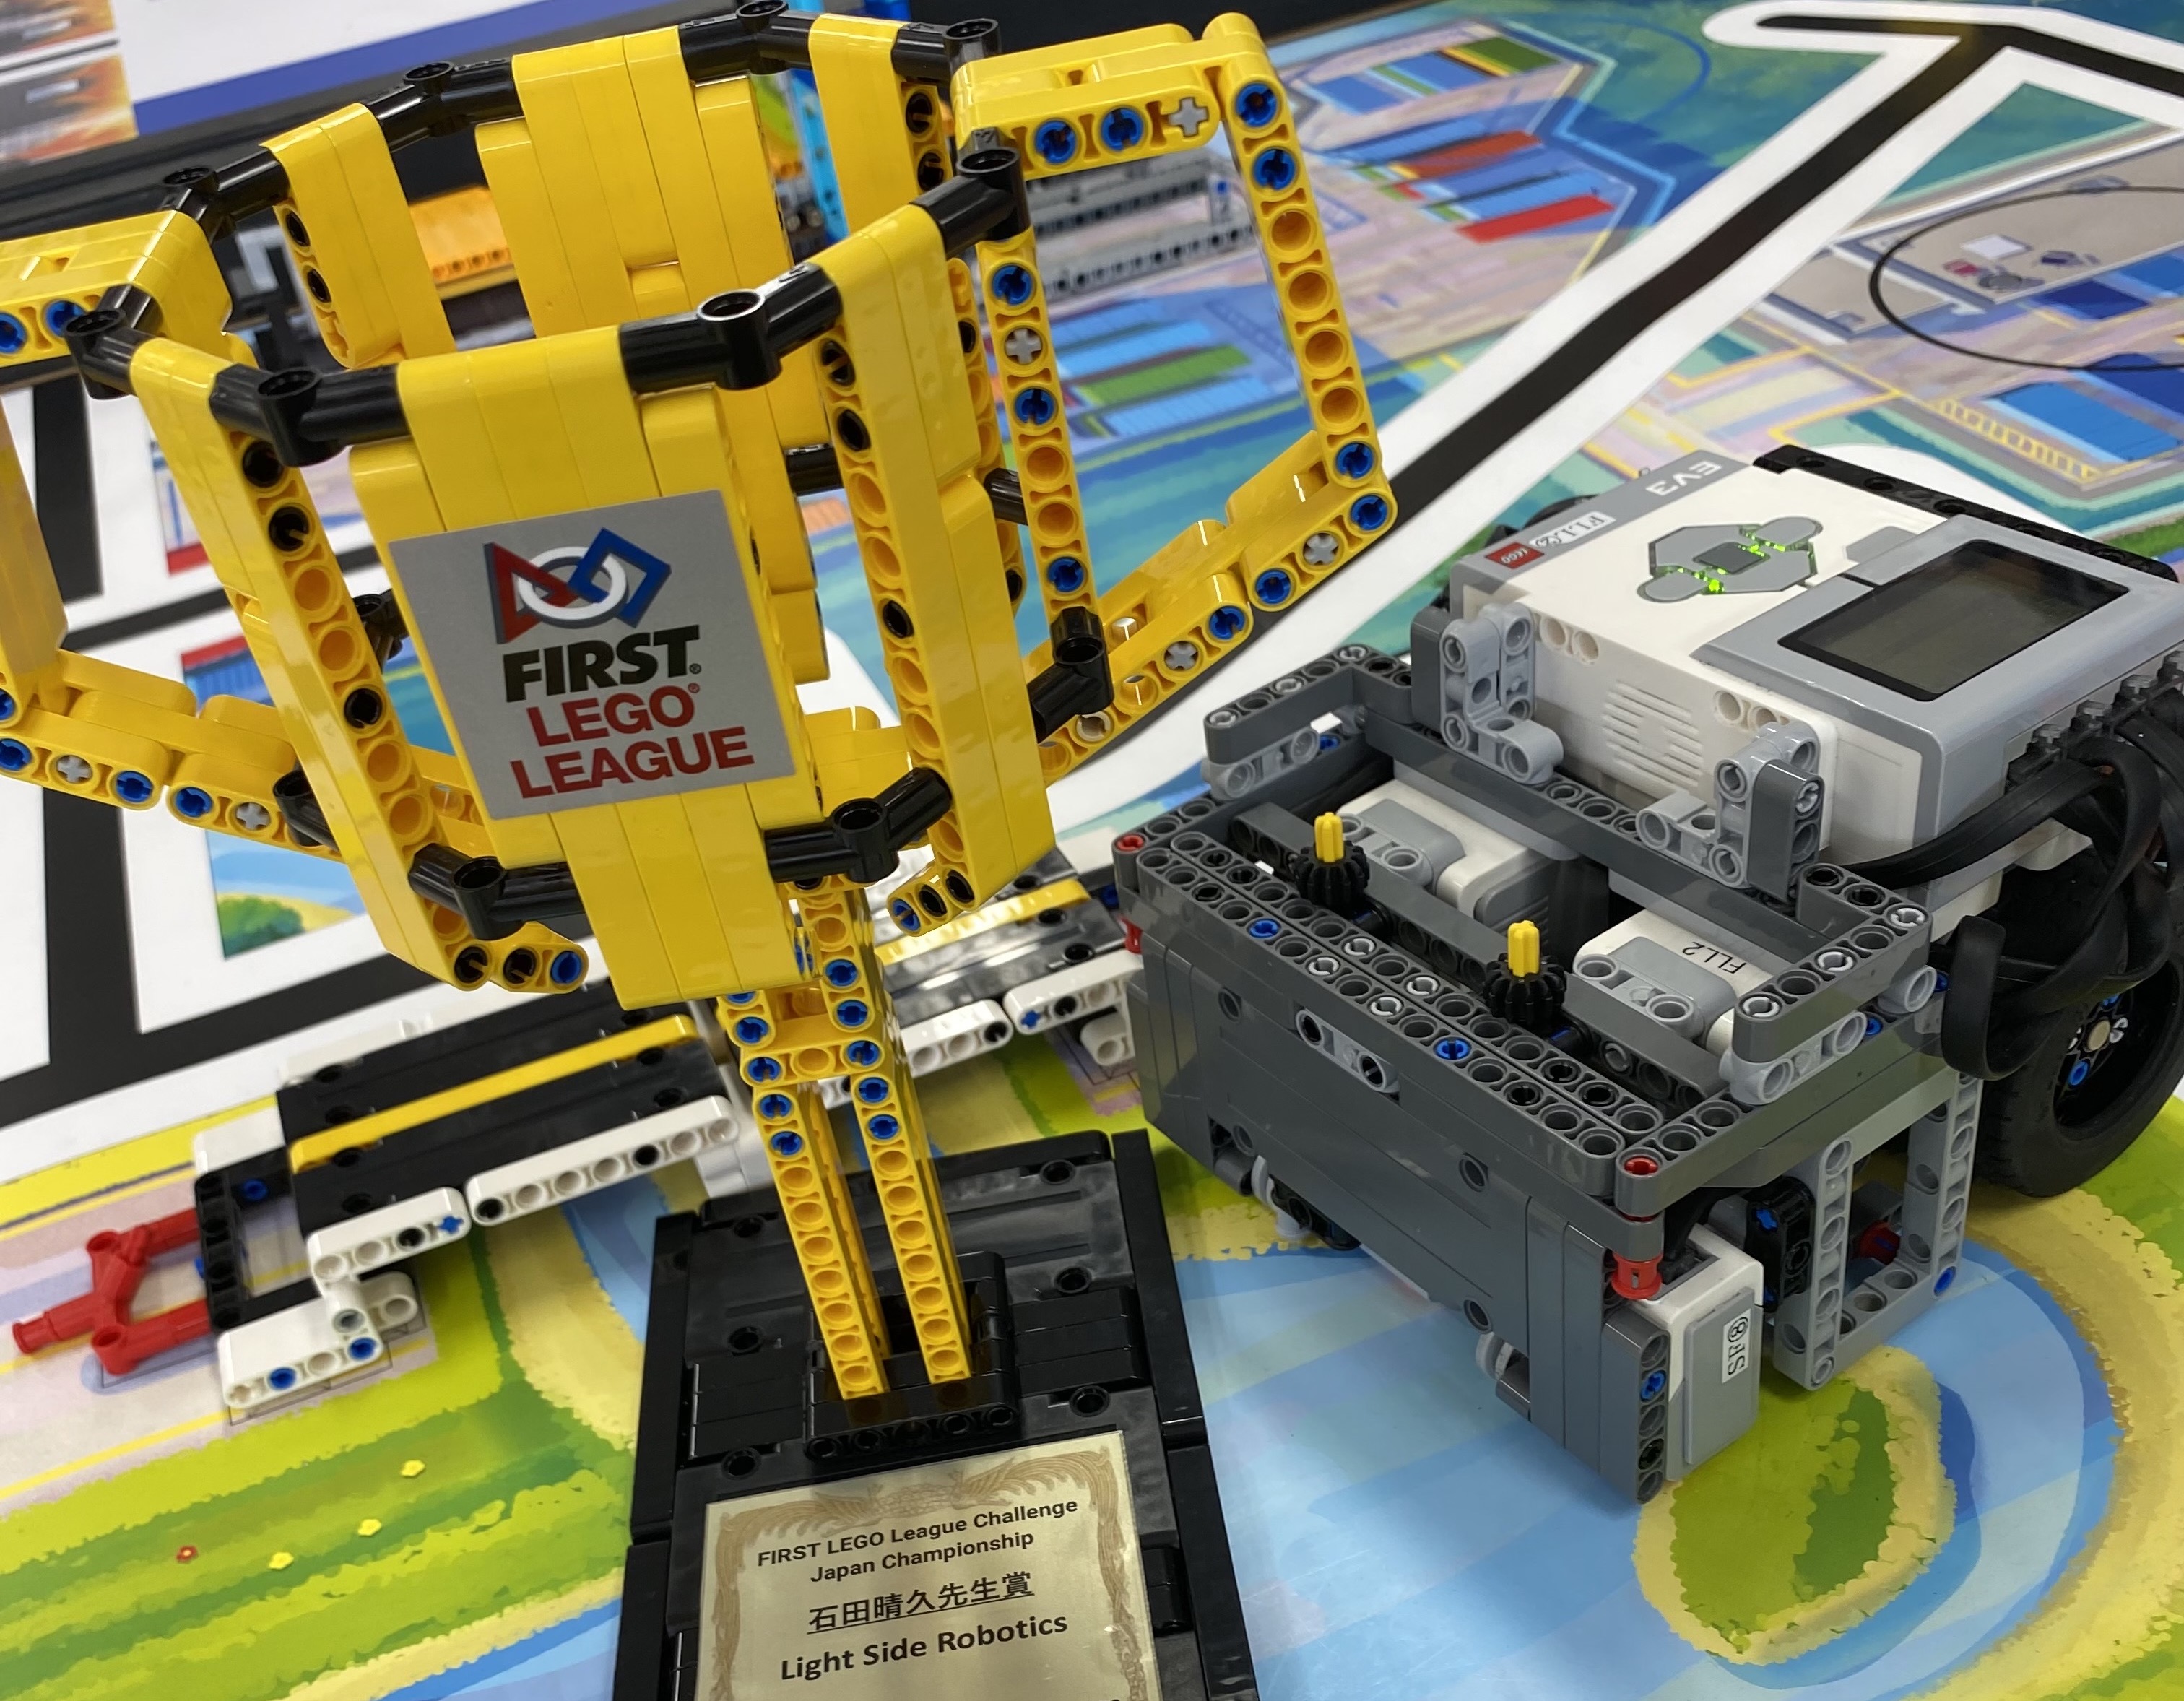 FIRST®
LEGO®
LEAGUE
EV3
LEGO
FLL2
FIRST LEGO League Challenge
Japan Championship
石田晴久先生賞
Light Side Robotics